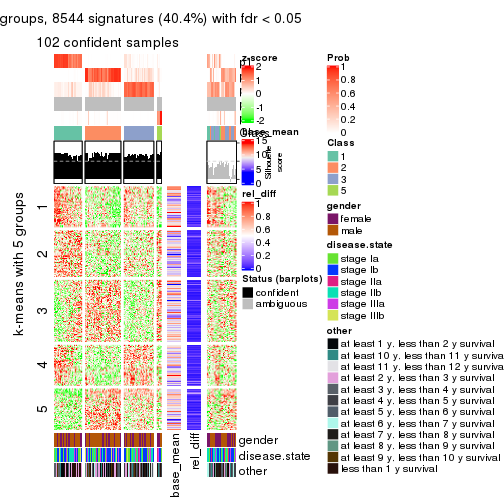 groups, 8544 signatures (40.4%) with fdr < 0.05
102 confident samples
k-means with 5 groups
1
2
3
4
5
base_mean
rel_diff
gender
disease.state
other
z-score
2
1
0
-1
-2
base_mean
15
10
5
0
Silhouette
score
rel_diff
1
0.8
0.6
0.4
0.2
0
Status (barplots)
confident
ambiguous
Prob
1
0.8
0.6
0.4
0.2
0
Class
1
2
3
5
gender
female
male
disease.state
stage Ia
stage Ib
stage IIa
stage IIb
stage IIIa
stage IIIb
other
at least 1 y. less than 2 y survival
at least 10 y. less than 11 y survival
at least 11 y. less than 12 y survival
at least 2 y. less than 3 y survival
at least 3 y. less than 4 y survival
at least 4 y. less than 5 y survival
at least 5 y. less than 6 y survival
at least 6 y. less than 7 y survival
at least 7 y. less than 8 y survival
at least 8 y. less than 9 y survival
at least 9 y. less than 10 y survival
less than 1 y survival